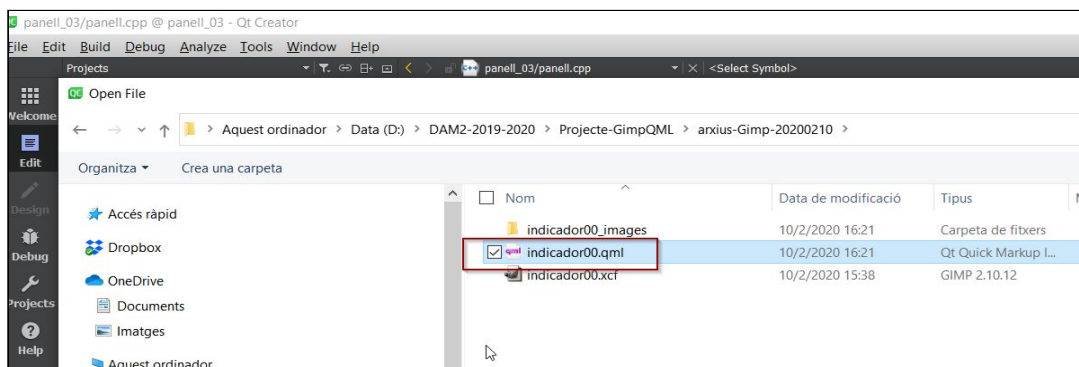 panell_03/panell.cpp @ panell_03 - Qt Creator
File Edit Build Debug Analyze Tools Window Help
Projects panell_03/panell.cpp <Select Symbol>
Open File
Welcome
Aquest ordinador > Data (D:) > DAM2-2019-2020 > Projecte-GimpQML > arxius-Gimp-20200210 >
Edit
Organitza Crea una carpeta
Design
Nom Data de modificació Tipus
Accés ràpid
indicador00_images 10/2/2020 16:21 Carpeta de fitxers
Debug
Dropbox
indicador00.qml 10/2/2020 16:21 Qt Quick Markup l...
OneDrive
indicador00.xcf 10/2/2020 15:38 GIMP 2.10.12
Projects
Documents
Imatges
Help
Aquest ordinador